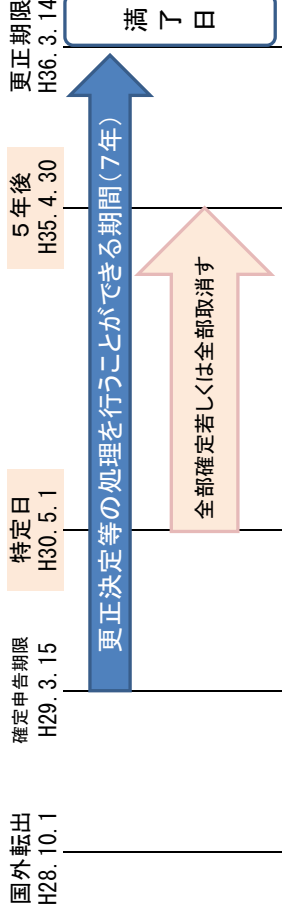 国外転出
H28. 10. 1
確定申告期限
H29. 3. 15
特定日
H30. 5. 1
5年後
H35. 4. 30
更正期限
H36. 3. 14
満了日
更正決定等の処理を行うことができる期間(7年)
全部確定若しくは全部取消す